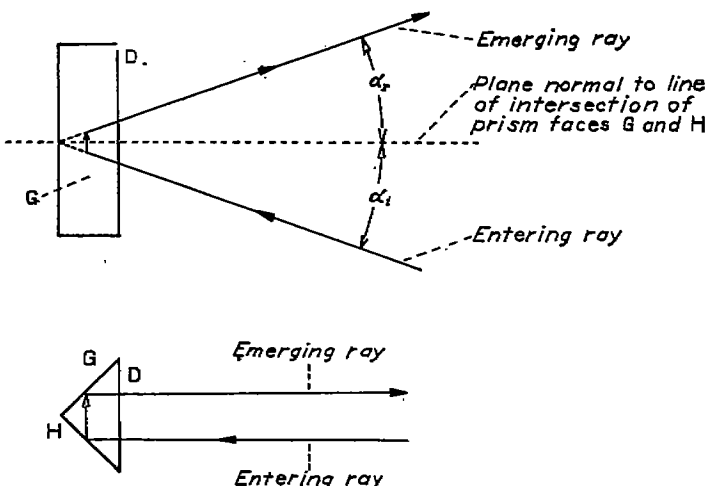 D.
Emerging ray
αr
Plane normal to line
of intersection of
prism faces G and H
G
αi
Entering ray
Emerging ray
G
D
H
Entering ray